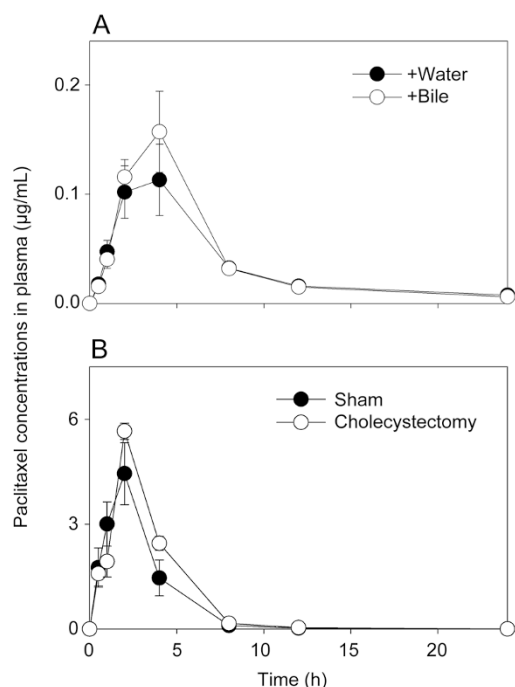 A
+Water
+Bile
0.2
0.1
0.0
Paclitaxel concentrations in plasma (µg/mL)
B
Sham
Cholecystectomy
6
3
0
0 5 10 15 20
Time (h)